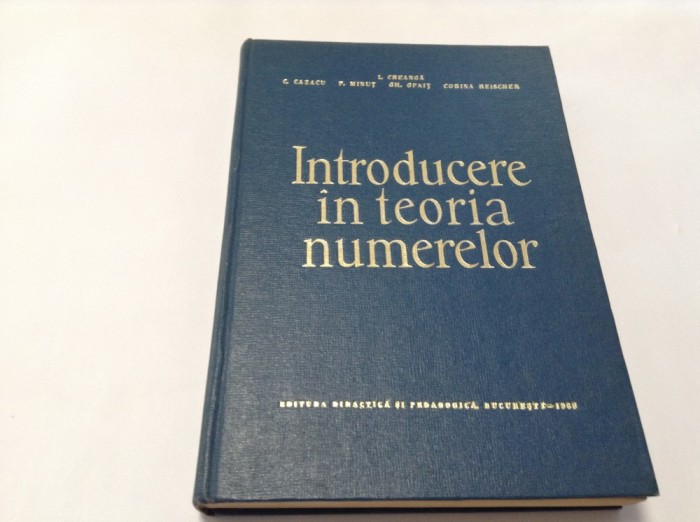 I. CREANGĂ
C. CAZACU P. MINUȚ GH. OPAIȚ CORINA REISCHER
Introducere
în teoria
numerelor
EDITURA DIDACTICĂ ȘI PEDAGOGICĂ, BUCUREȘTI—1965